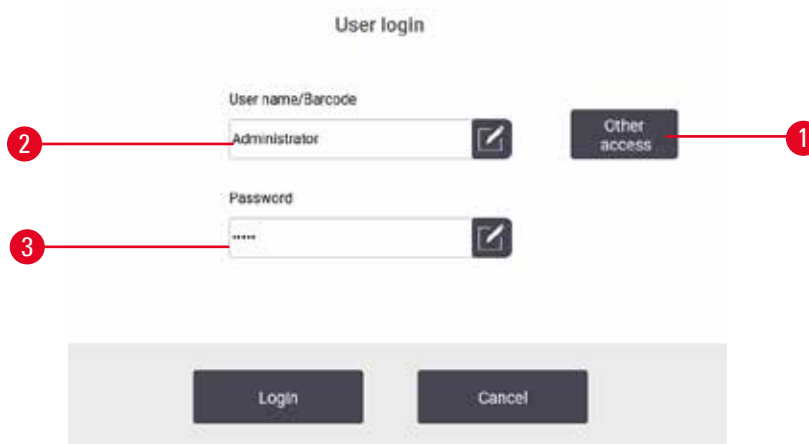 User login
User name/Barcode
2
Administrator
Other
access
1
Password
3
•••••
Login
Cancel